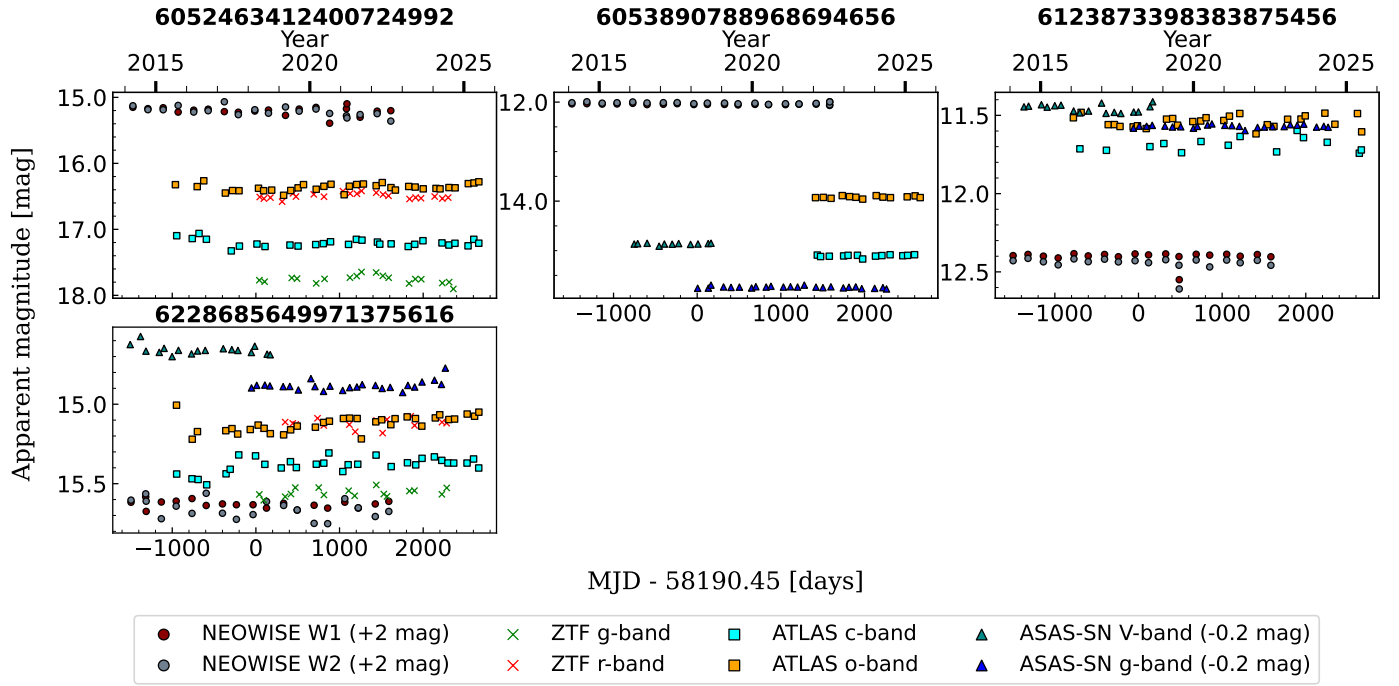 6052463412400724992 6053890788968694656 6123873398383875456
Year Year Year
2015 2020 2025 2015 2020 2025 2015 2020 2025
15.0
16.0
17.0
18.0
12.0
14.0
11.5
12.0
12.5
−1000 0 1000 2000 −1000 0 1000 2000
6228685649971375616
15.0
15.5
−1000 0 1000 2000
Apparent magnitude [mag]
MJD - 58190.45 [days]
NEOWISE W1 (+2 mag) ZTF g-band ATLAS c-band ASAS-SN V-band (-0.2 mag)
NEOWISE W2 (+2 mag) ZTF r-band ATLAS o-band ASAS-SN g-band (-0.2 mag)